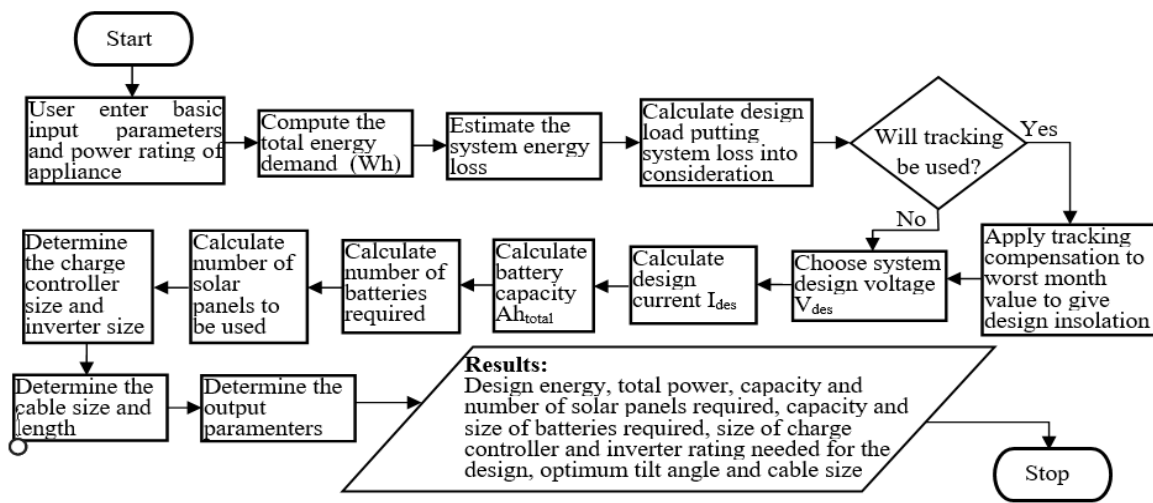 Start
User enter basic
input parameters
and power rating of
appliance
Compute the
total energy
demand (Wh)
Estimate the
system energy
loss
Calculate design
load putting
system loss into
consideration
Will tracking
be used?
Yes
No
Apply tracking
compensation to
worst month
value to give
design insolation
Choose system
design voltage
V_des
Calculate
design
current I_des
Calculate
battery
capacity
Ah_total
Calculate
number of
batteries
required
Calculate
number of
solar
panels to
be used
Determine
the charge
controller
size and
inverter size
Determine the
cable size and
length
Determine the
output
paramenters
Results:
Design energy, total power, capacity and
number of solar panels required, capacity and
size of batteries required, size of charge
controller and inverter rating needed for the
design, optimum tilt angle and cable size
Stop